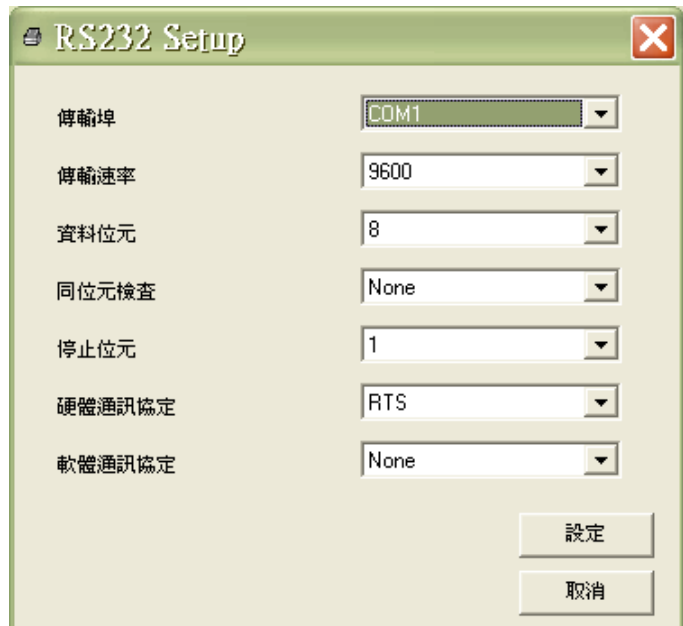 RS232 Setup
傳輸埠 COM1
傳輸速率 9600
資料位元 8
同位元檢查 None
停止位元 1
硬體通訊協定 RTS
軟體通訊協定 None
設定
取消